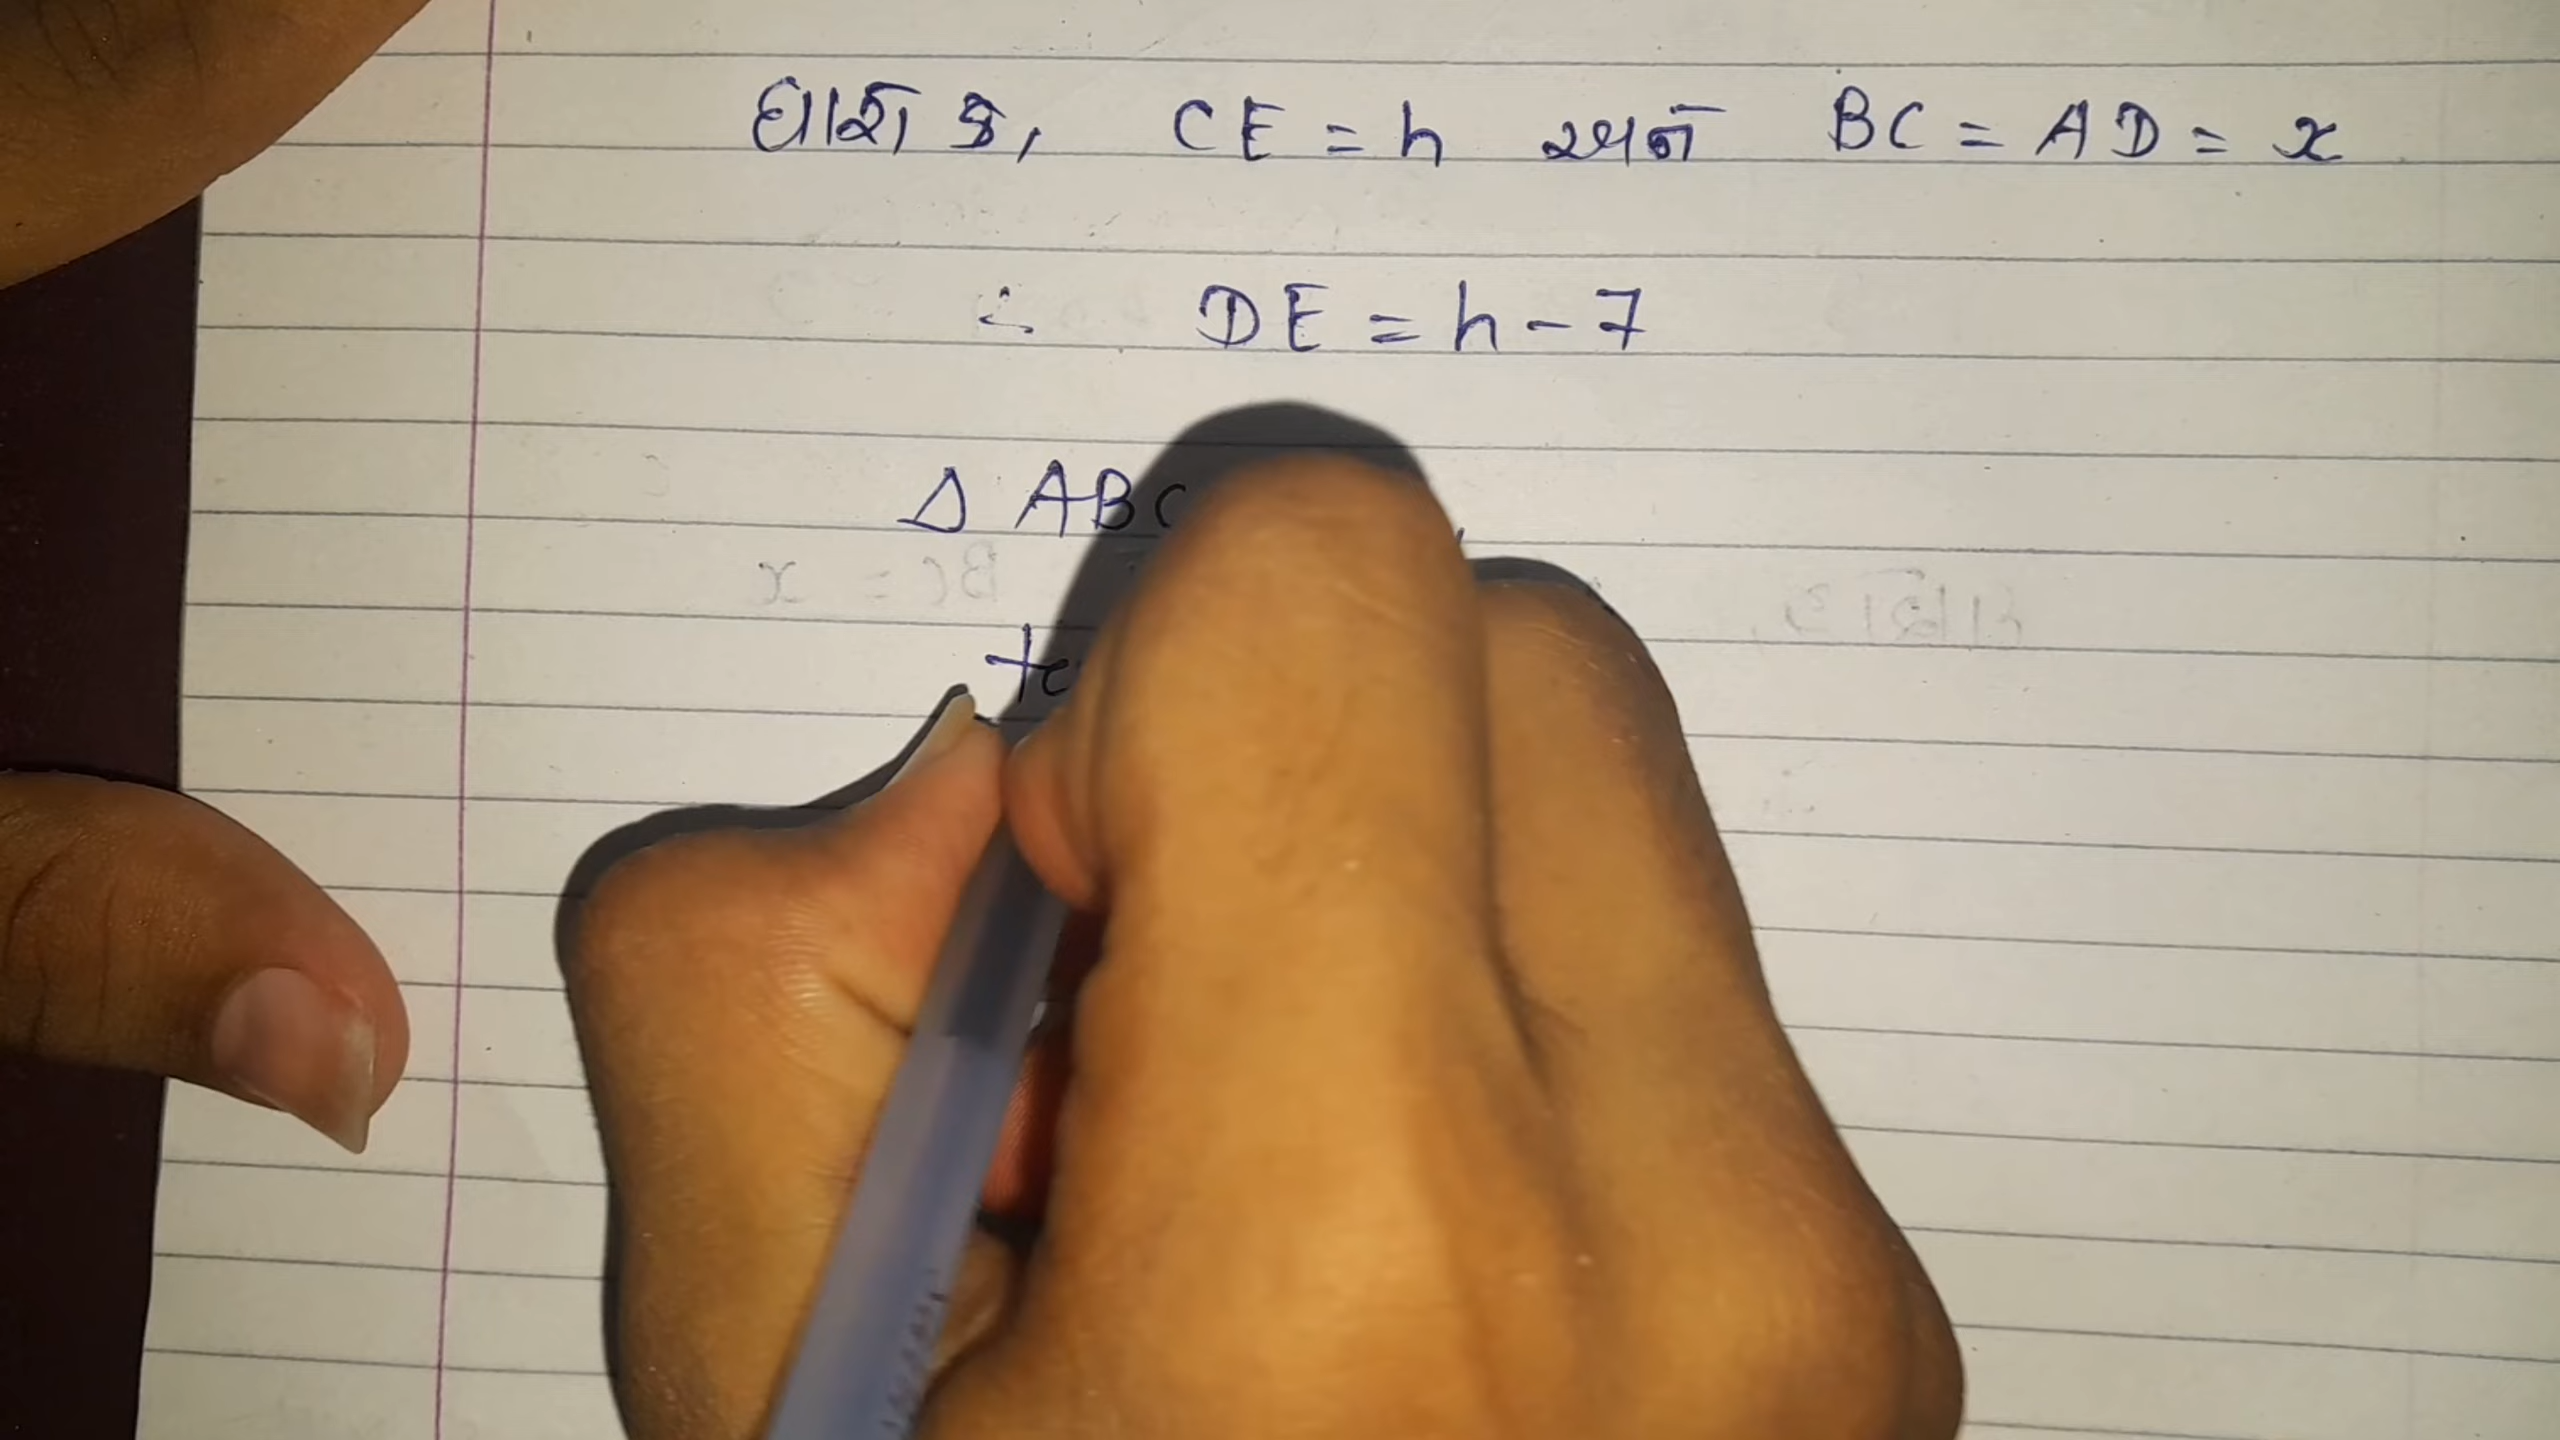 ધારો કે, CE = h અને BC = AD = x
∴ DE = h - 7
Δ ABC